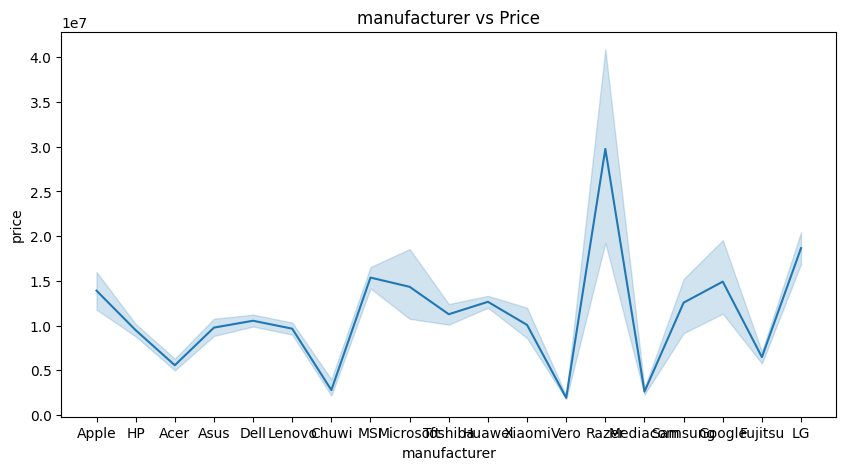 manufacturer vs Price
1e7
4.0
3.5
3.0
2.5
2.0
1.5
1.0
0.5
0.0
price
Apple HP Acer Asus Dell Lenovo Chuwi MSI Microsoft Toshiba Huawei Xiaomi Vero Razer Mediacom Samsung Google Fujitsu LG
manufacturer